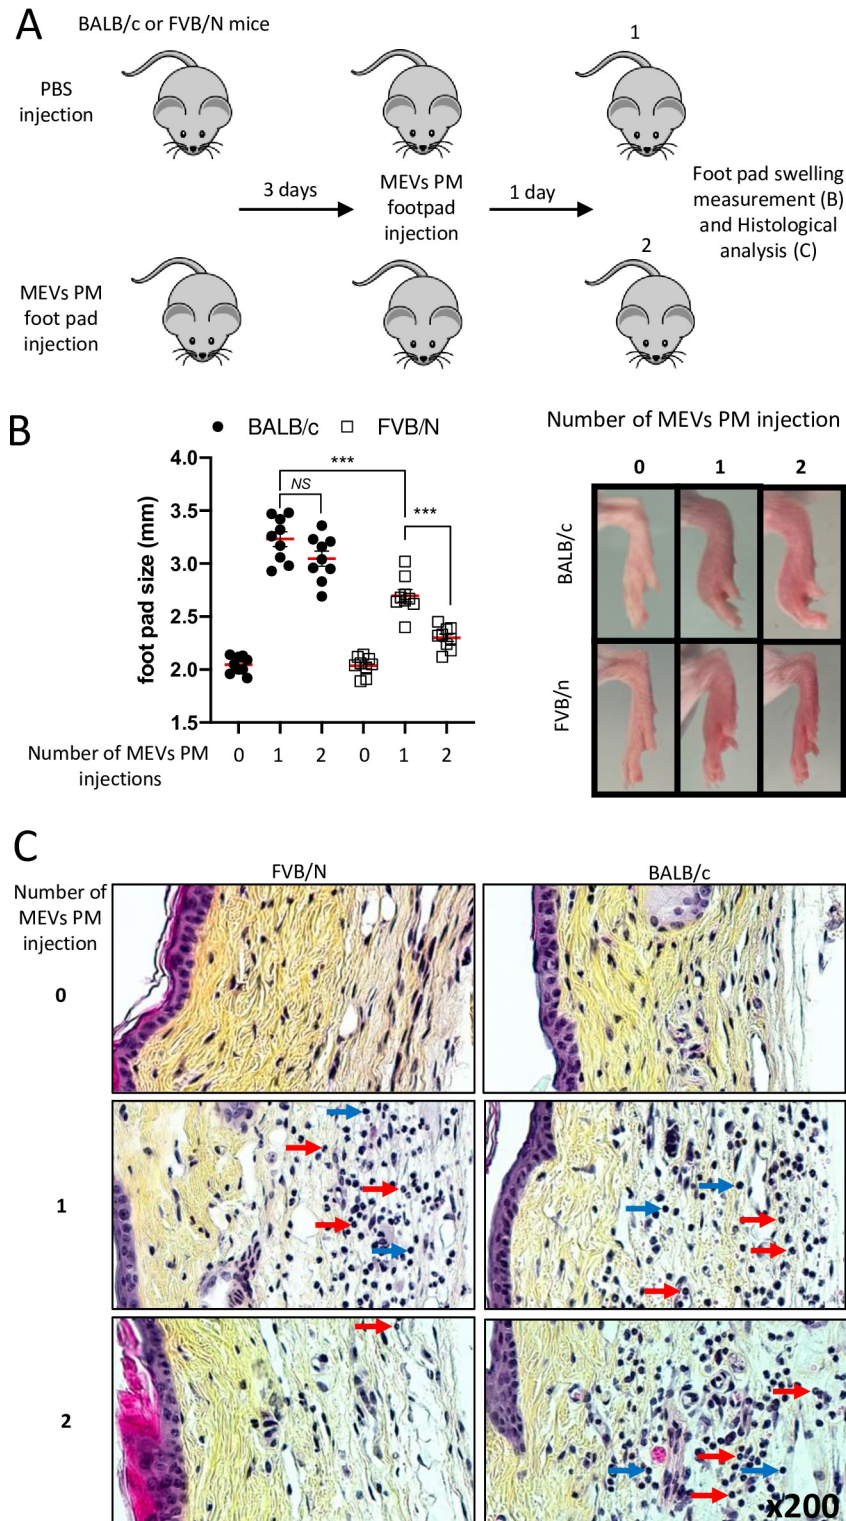 A
BALB/c or FVB/N mice
PBS
injection
1
3 days
MEVs PM
footpad
injection
1 day
Foot pad swelling
measurement (B)
and Histological
analysis (C)
2
MEVs PM
foot pad
injection
B
BALB/c
FVB/N
foot pad size (mm)
4.0
3.5
3.0
2.5
2.0
1.5
***
NS
***
Number of MEVs PM
injections
0 1 2 0 1 2
Number of MEVs PM injection
0 1 2
BALB/c
FVB/n
C
Number of
MEVs PM
injection
FVB/N
BALB/c
0
1
2
x200